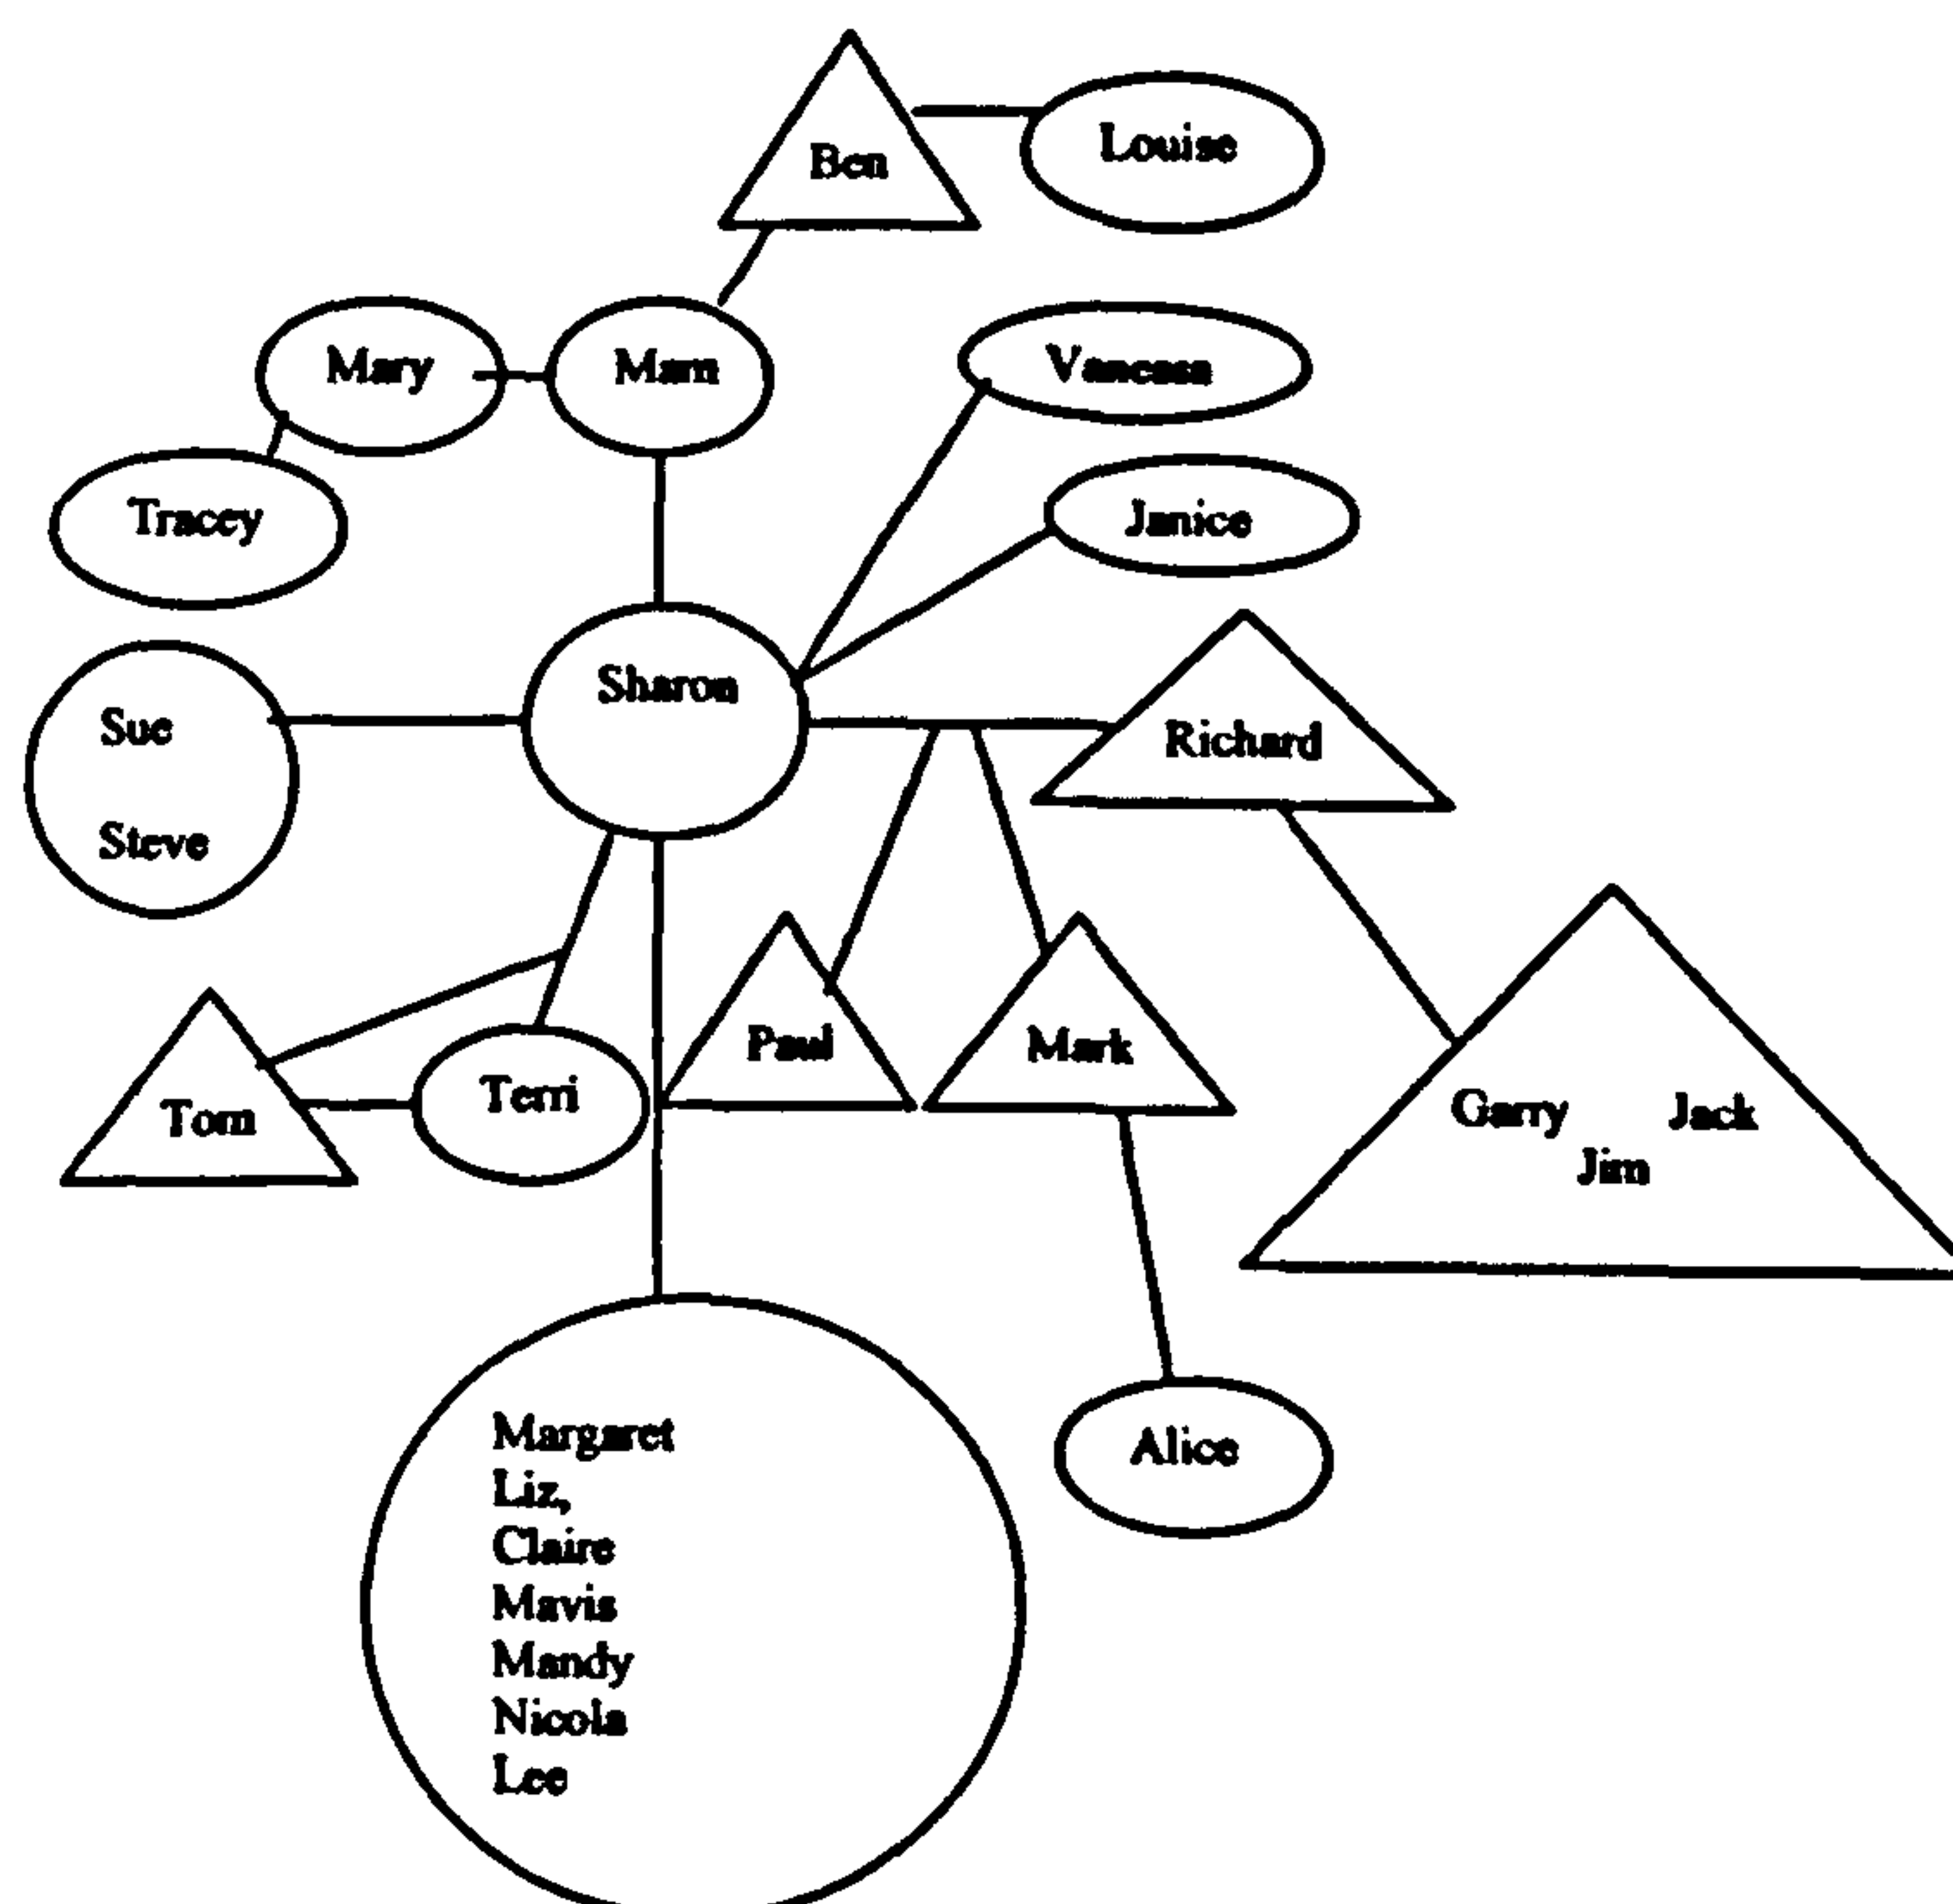 Ben
Louise
Mary
Mam
Vanessa
Tracey
Janice
Sharon
Sue
Richard
Steve
Paul
Mark
Tom
Terri
Garry
Jack
Jim
Margaret
Liz,
Claire
Mavis
Mandy
Nicola
Lee
Alice